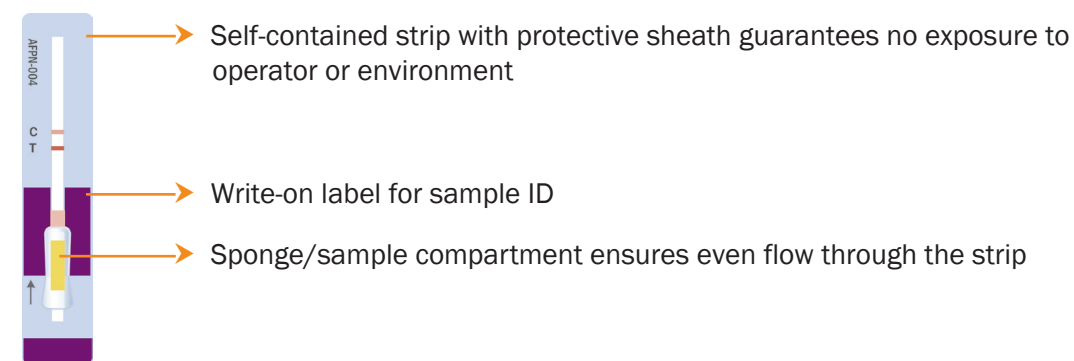 AFPN-004
Self-contained strip with protective sheath guarantees no exposure to
operator or environment
C
T
Write-on label for sample ID
Sponge/sample compartment ensures even flow through the strip